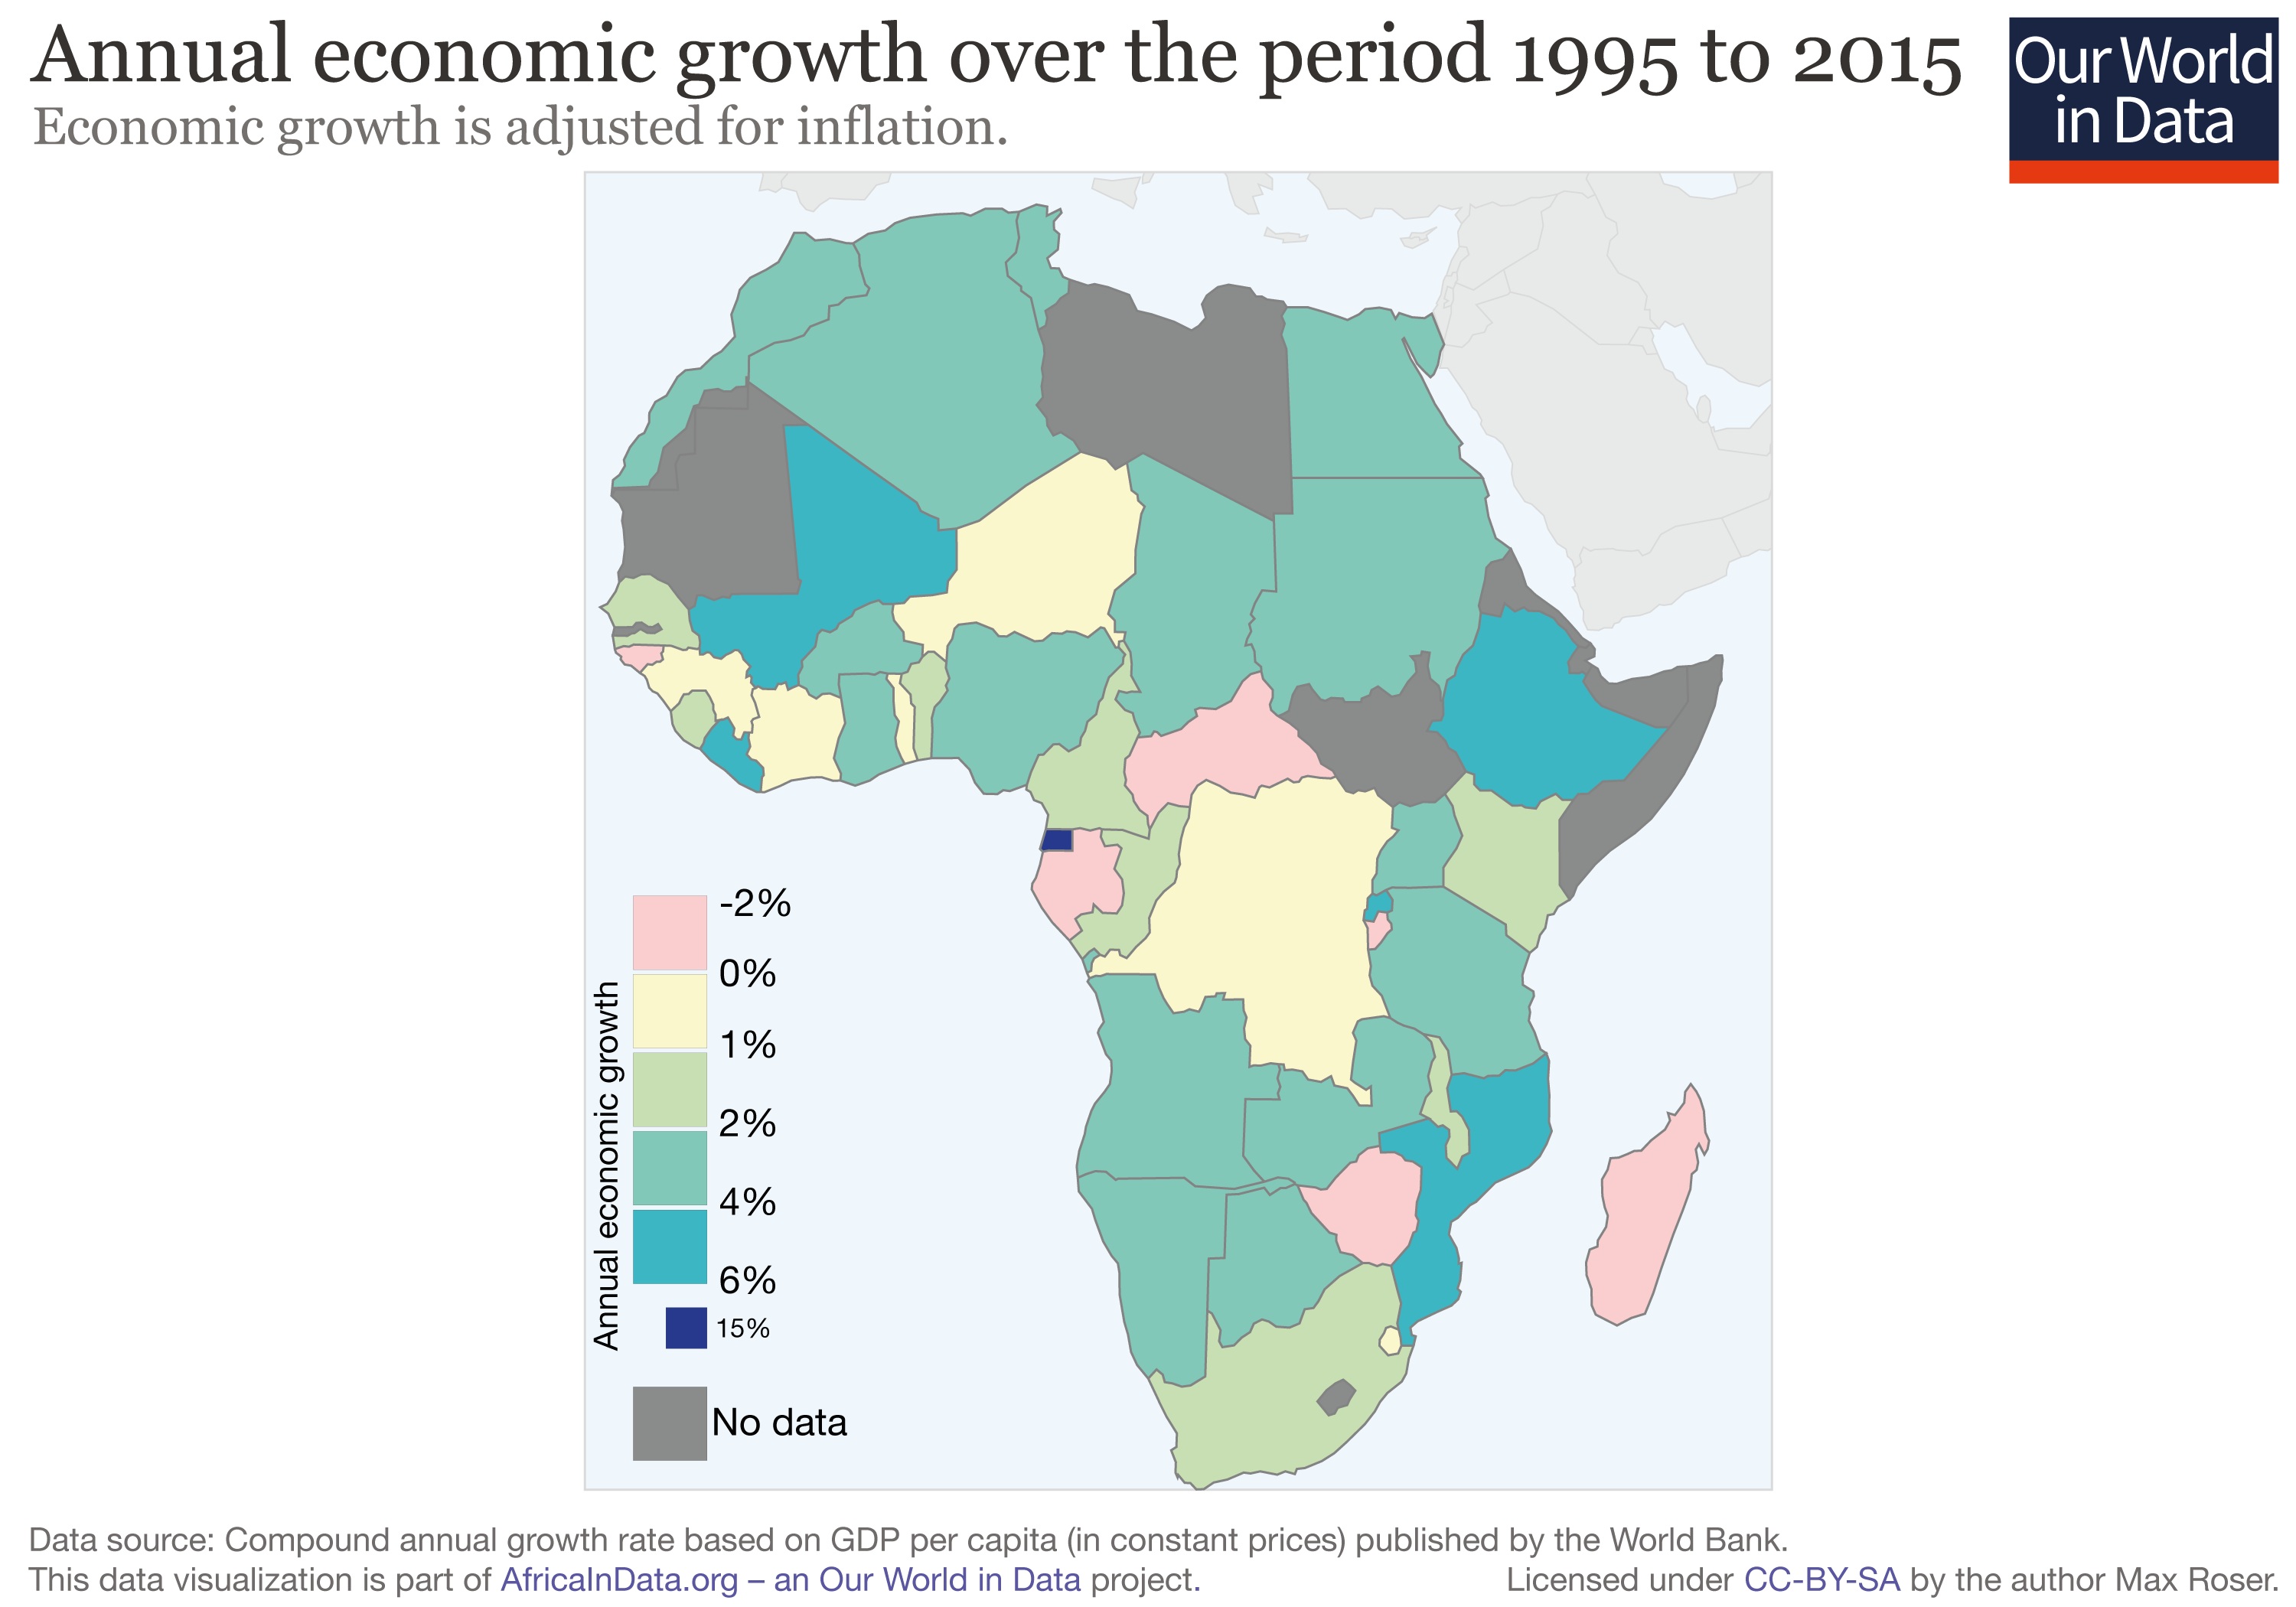 Annual economic growth over the period 1995 to 2015
Economic growth is adjusted for inflation.
Our World
in Data
Annual economic growth
-2%
0%
1%
2%
4%
6%
15%
No data
Data source: Compound annual growth rate based on GDP per capita (in constant prices) published by the World Bank.
This data visualization is part of AfricaInData.org – an Our World in Data project.
Licensed under CC-BY-SA by the author Max Roser.